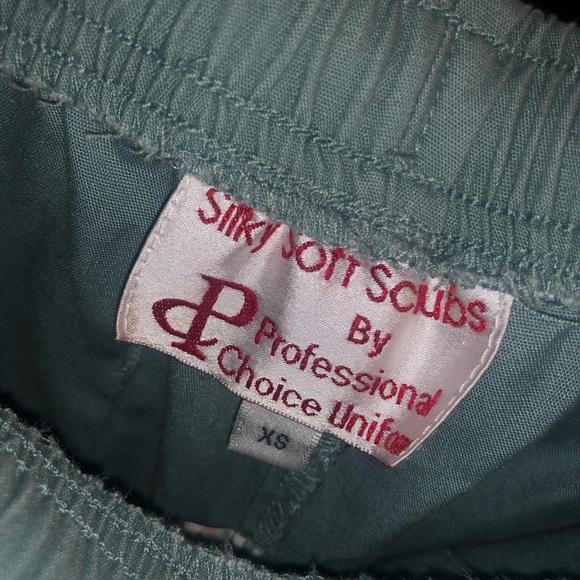 Silky Soft Scubs
By
Professional
Choice Unifor
XS